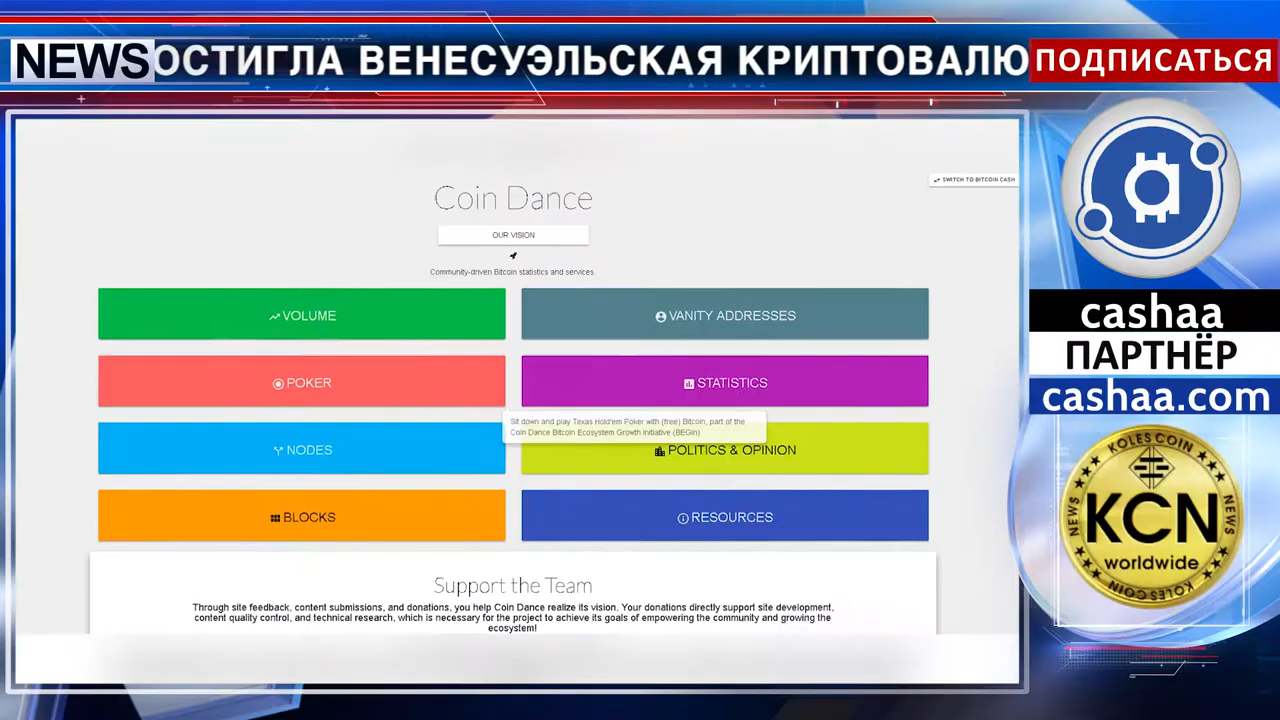 NEWS
ОСТИГЛА ВЕНЕСУЭЛЬСКАЯ КРИПТОВАЛЮ
ПОДПИСАТЬСЯ
SWITCH TO BITCOIN CASH
Coin Dance
OUR VISION
Community-driven Bitcoin statistics and services.
VOLUME
VANITY ADDRESSES
POKER
STATISTICS
Sit down and play Texas Hold'em Poker with (free) Bitcoin, part of the
Coin Dance Bitcoin Ecosystem Growth Initiative (BEGin)
NODES
POLITICS & OPINION
BLOCKS
RESOURCES
Support the Team
Through site feedback, content submissions, and donations, you help Coin Dance realize its vision. Your donations directly support site development,
content quality control, and technical research, which is necessary for the project to achieve its goals of empowering the community and growing the
ecosystem!
cashaa
ПАРТНЁР
cashaa.com
KOLES COIN
NEWS
KCN
NEWS
worldwide
KOLES COIN